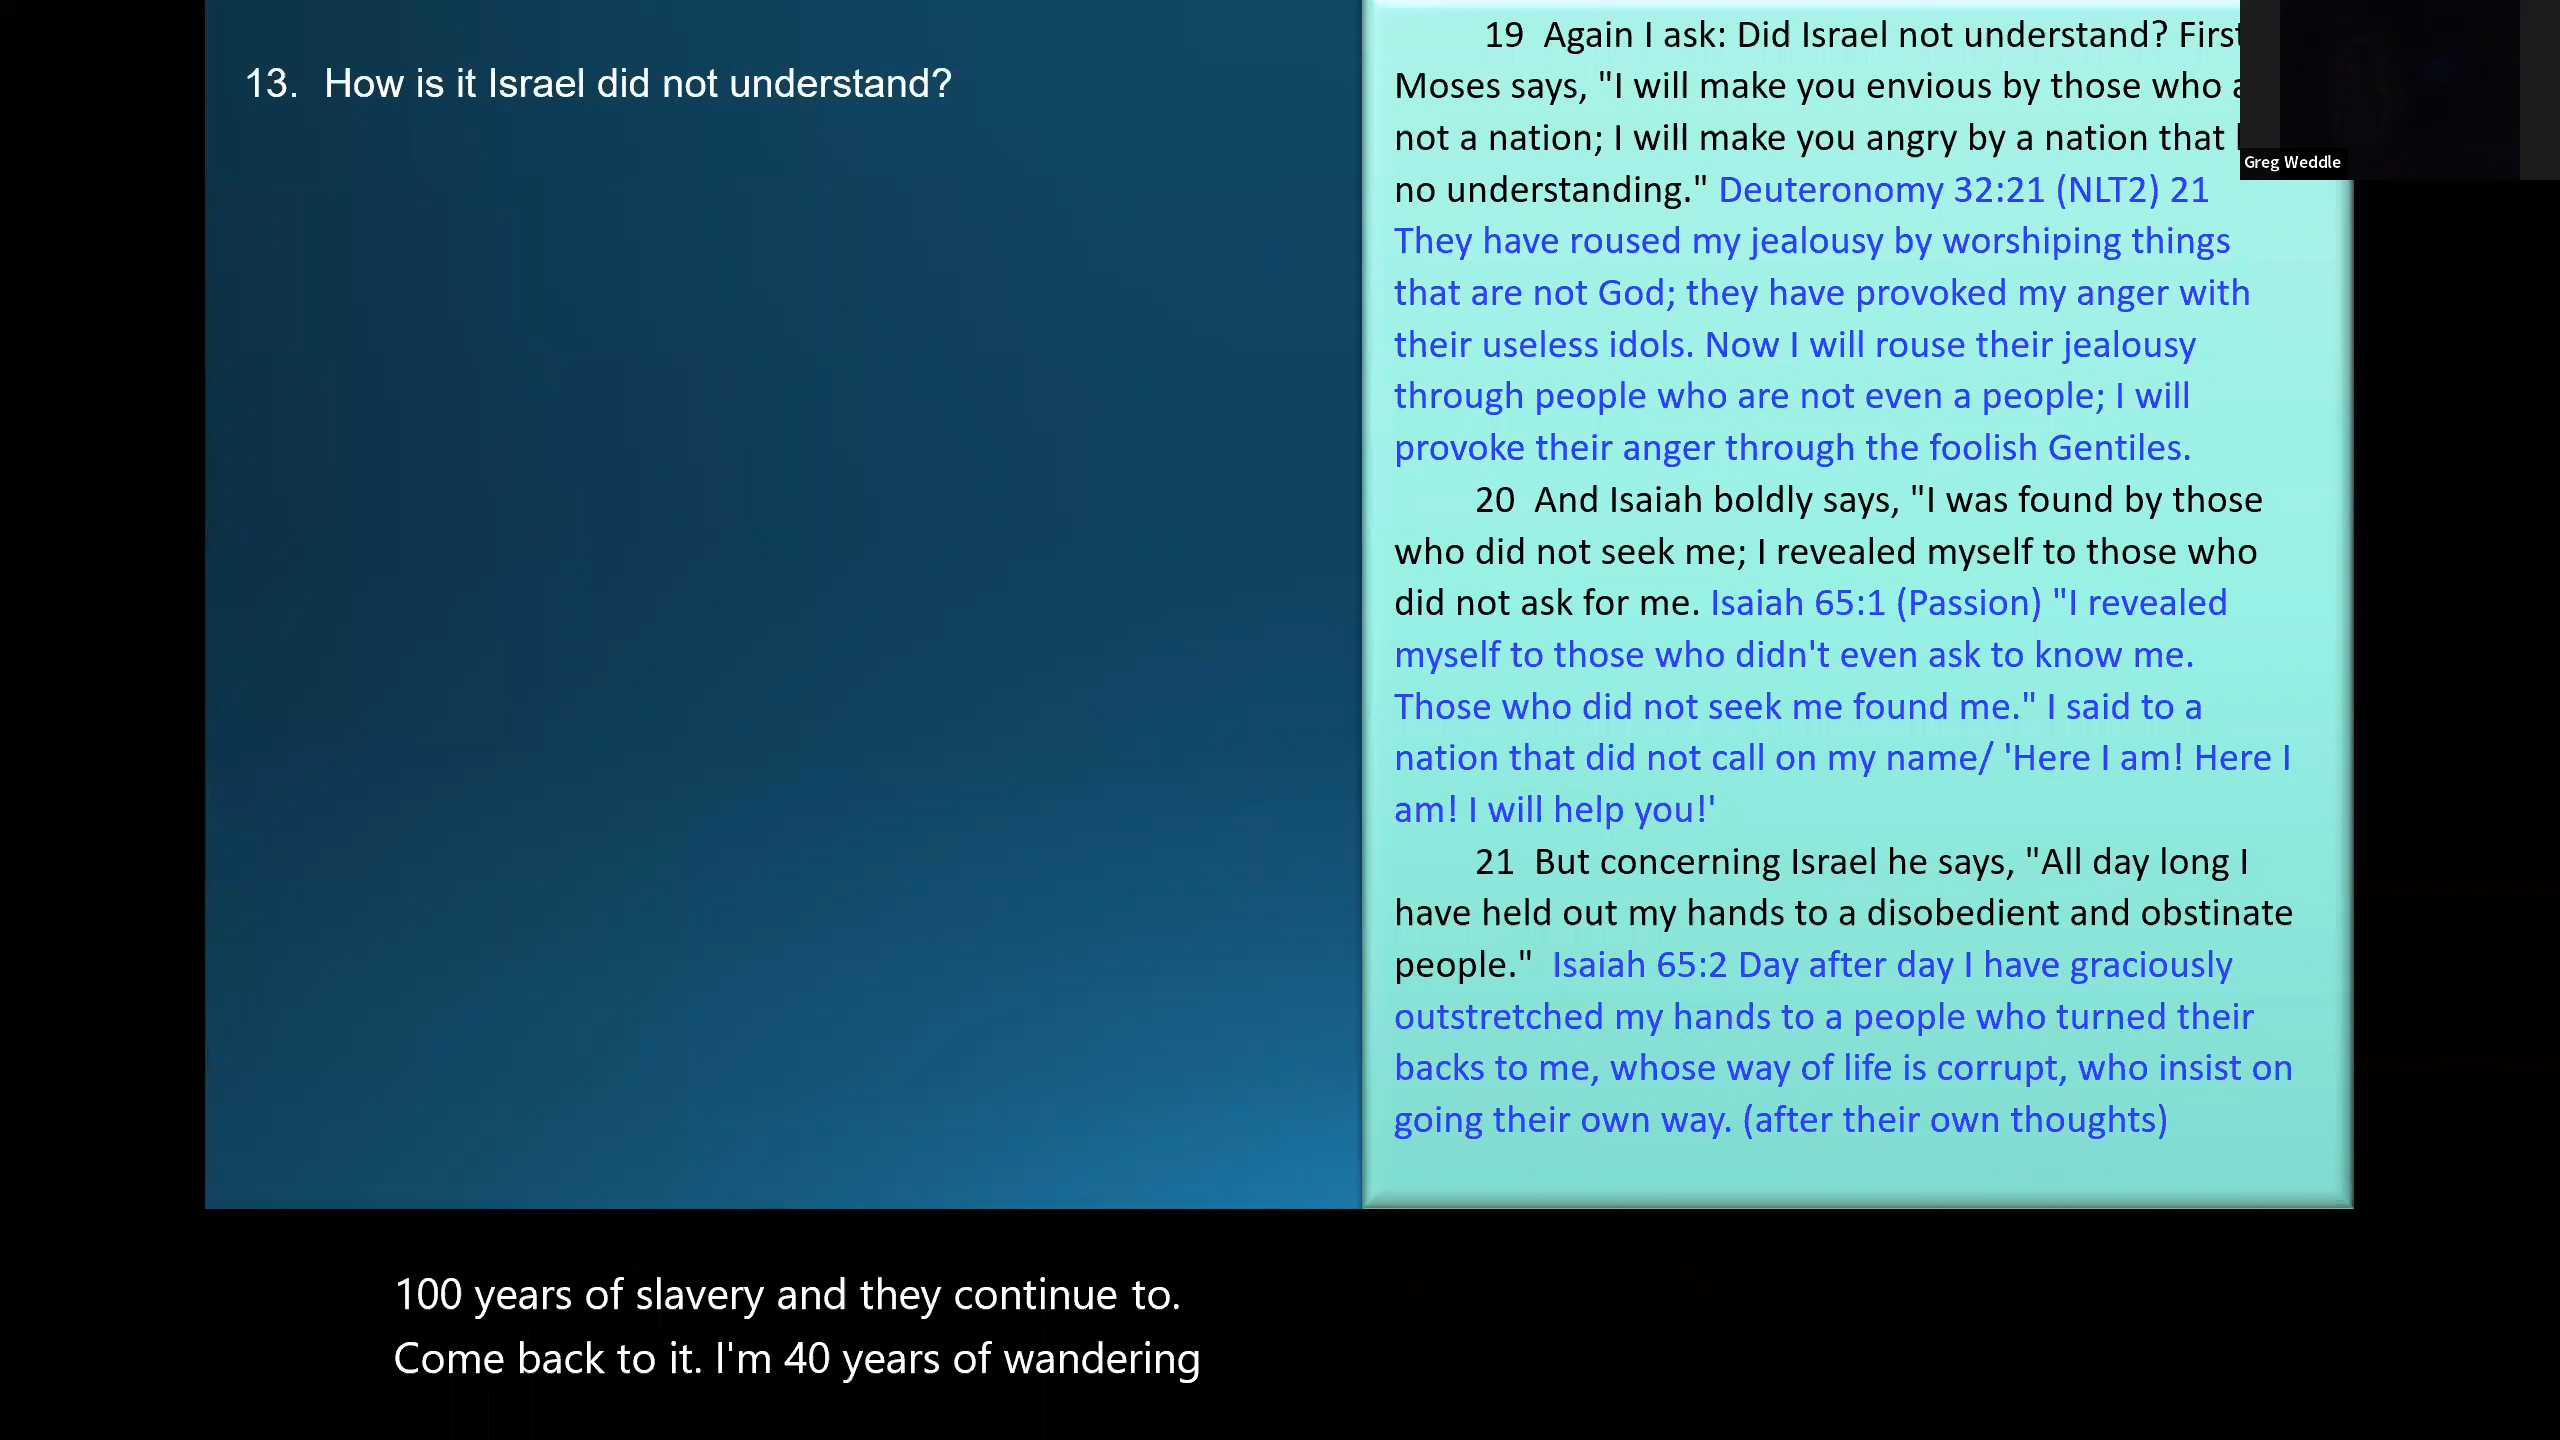 13. How is it Israel did not understand?
19 Again I ask: Did Israel not understand? First
Moses says, "I will make you envious by those who
not a nation; I will make you angry by a nation that
no understanding." Deuteronomy 32:21 (NLT2) 21
They have roused my jealousy by worshiping things
that are not God; they have provoked my anger with
their useless idols. Now I will rouse their jealousy
through people who are not even a people; I will
provoke their anger through the foolish Gentiles.
20 And Isaiah boldly says, "I was found by those
who did not seek me; I revealed myself to those who
did not ask for me. Isaiah 65:1 (Passion) "I revealed
myself to those who didn't even ask to know me.
Those who did not seek me found me." I said to a
nation that did not call on my name/ 'Here I am! Here I
am! I will help you!'
21 But concerning Israel he says, "All day long I
have held out my hands to a disobedient and obstinate
people." Isaiah 65:2 Day after day I have graciously
outstretched my hands to a people who turned their
backs to me, whose way of life is corrupt, who insist on
going their own way. (after their own thoughts)
Greg Weddle
100 years of slavery and they continue to.
Come back to it. I'm 40 years of wandering